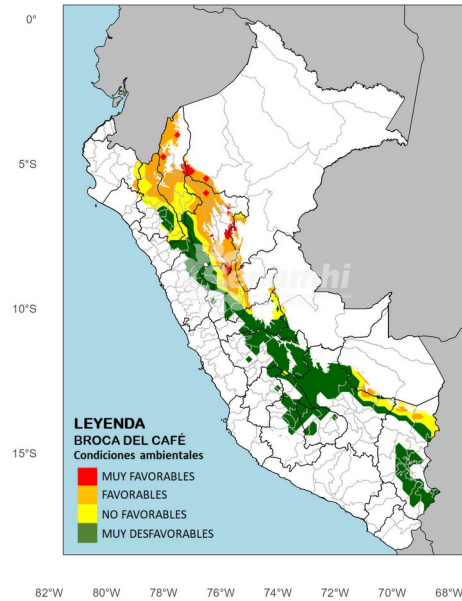 0°
5°S
10°S
15°S
senamhi
LEYENDA
BROCA DEL CAFÉ
Condiciones ambientales
MUY FAVORABLES
FAVORABLES
NO FAVORABLES
MUY DESFAVORABLES
82°W 80°W 78°W 76°W 74°W 72°W 70°W 68°W